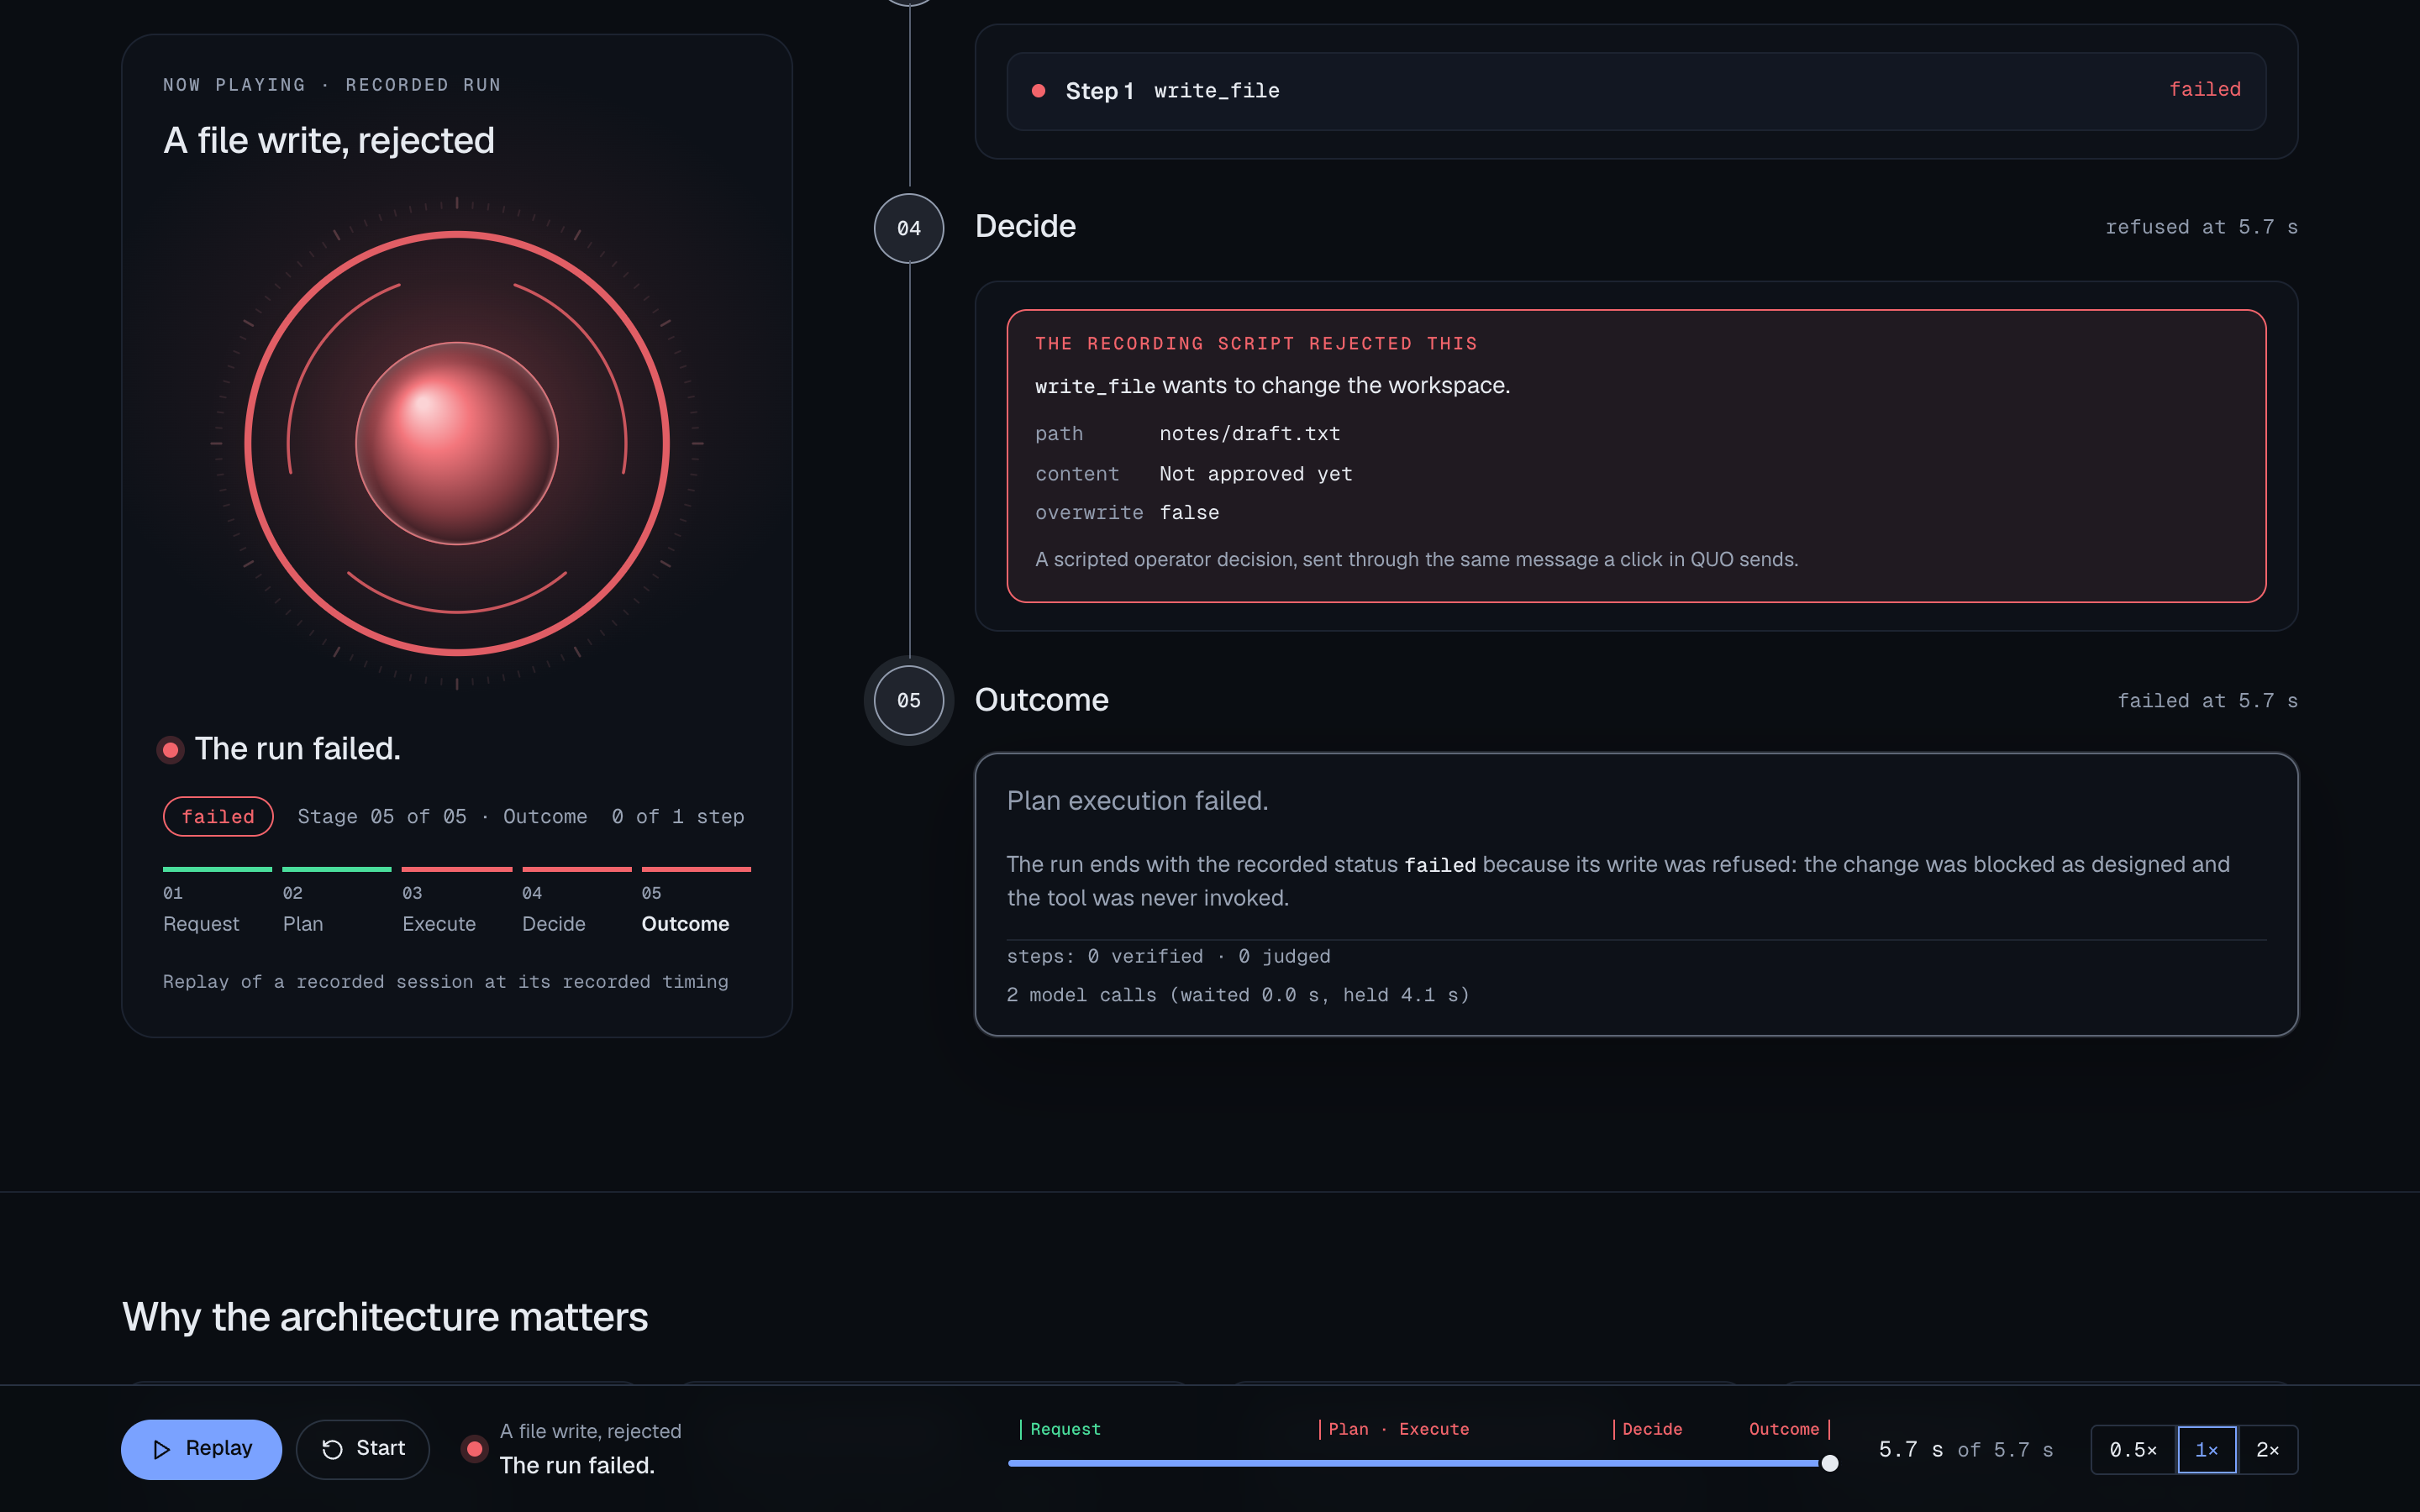 NOW PLAYING · RECORDED RUN
A file write, rejected
The run failed.
failed Stage 05 of 05 · Outcome 0 of 1 step
01 02 03 04 05
Request Plan Execute Decide Outcome
Replay of a recorded session at its recorded timing
Step 1 write_file failed
04 Decide refused at 5.7 s
THE RECORDING SCRIPT REJECTED THIS
write_file wants to change the workspace.
path notes/draft.txt
content Not approved yet
overwrite false
A scripted operator decision, sent through the same message a click in QUO sends.
05 Outcome failed at 5.7 s
Plan execution failed.
The run ends with the recorded status failed because its write was refused: the change was blocked as designed and
the tool was never invoked.
steps: 0 verified · 0 judged
2 model calls (waited 0.0 s, held 4.1 s)
Why the architecture matters
Replay Start
A file write, rejected
The run failed.
Request Plan · Execute Decide Outcome
5.7 s of 5.7 s
0.5× 1× 2×